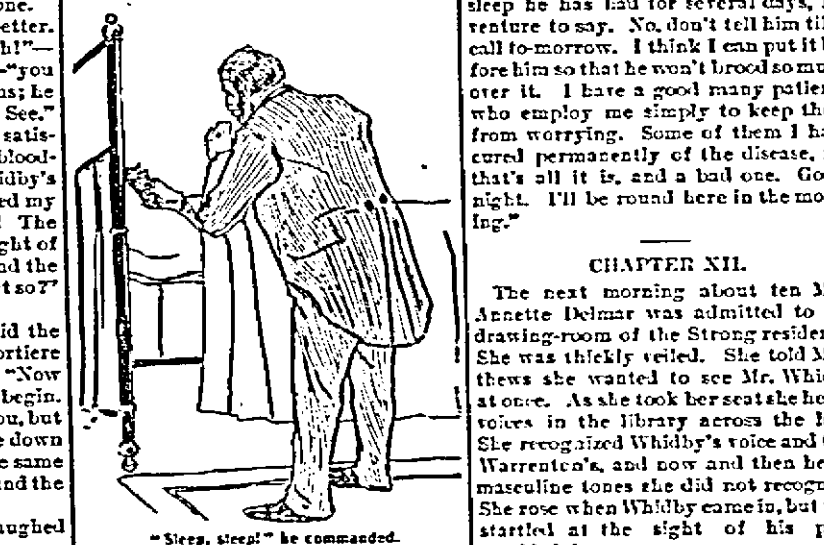 one.
etter.
h!"—
"you
ns; he
See."
satis-
blood-
idby's
ed my
The
ght of
nd the
t so?"
id the
ortiere
"Now
begin.
ou, but
e down
e same
nd the
aughed
"Sleep, sleep!" he commanded.
sleep he has had for several days, I
venture to say. No, don't tell him til
call to-morrow. I think I can put it b
fore him so that he won't brood so mu
over it. I have a good many patien
who employ me simply to keep the
from worrying. Some of them I ha
cured permanently of the disease,
that's all it is, and a bad one. Go
night. I'll be round here in the mo
ing."
CHAPTER XII.
The next morning about ten M
Annette Delmar was admitted to
drawing-room of the Strong residen
She was thickly veiled. She told M
thews she wanted to see Mr. Whid
at once. As she took her seat she he
voices in the library across the h
She recognized Whidby's voice and
Warrenton's, and now and then he
masculine tones she did not recogn
She rose when Whidby came in, but
startled at the sight of his p